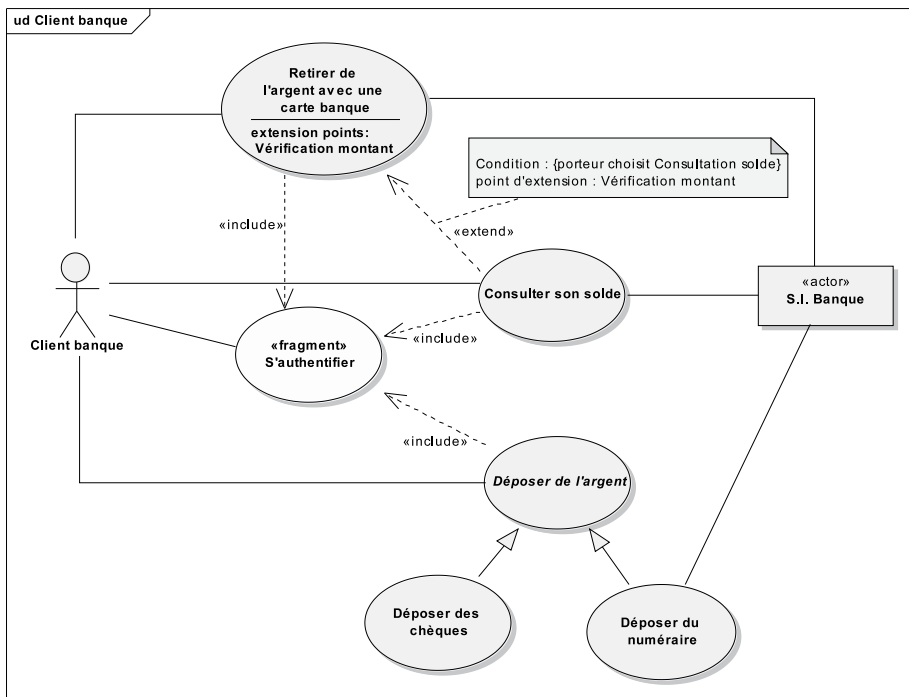 ud Client banque
Retirer de
l'argent avec une
carte banque
extension points:
Vérification montant
Condition : {porteur choisit Consultation solde}
point d'extension : Vérification montant
«include»
«extend»
Consulter son solde
«actor»
S.I. Banque
Client banque
«fragment»
S'authentifier
«include»
«include»
Déposer de l'argent
Déposer des
chèques
Déposer du
numéraire